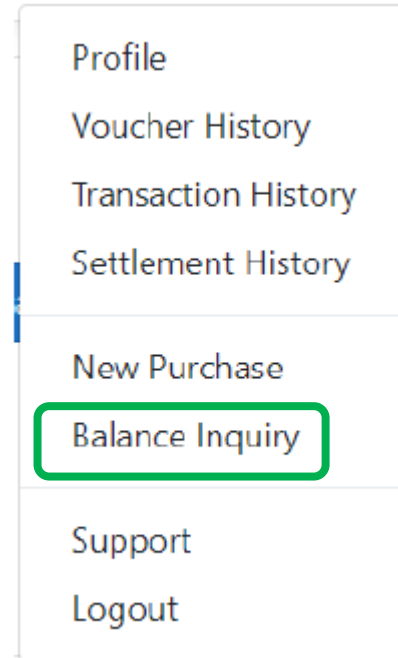 Profile
Voucher History
Transaction History
Settlement History
New Purchase
Balance Inquiry
Support
Logout